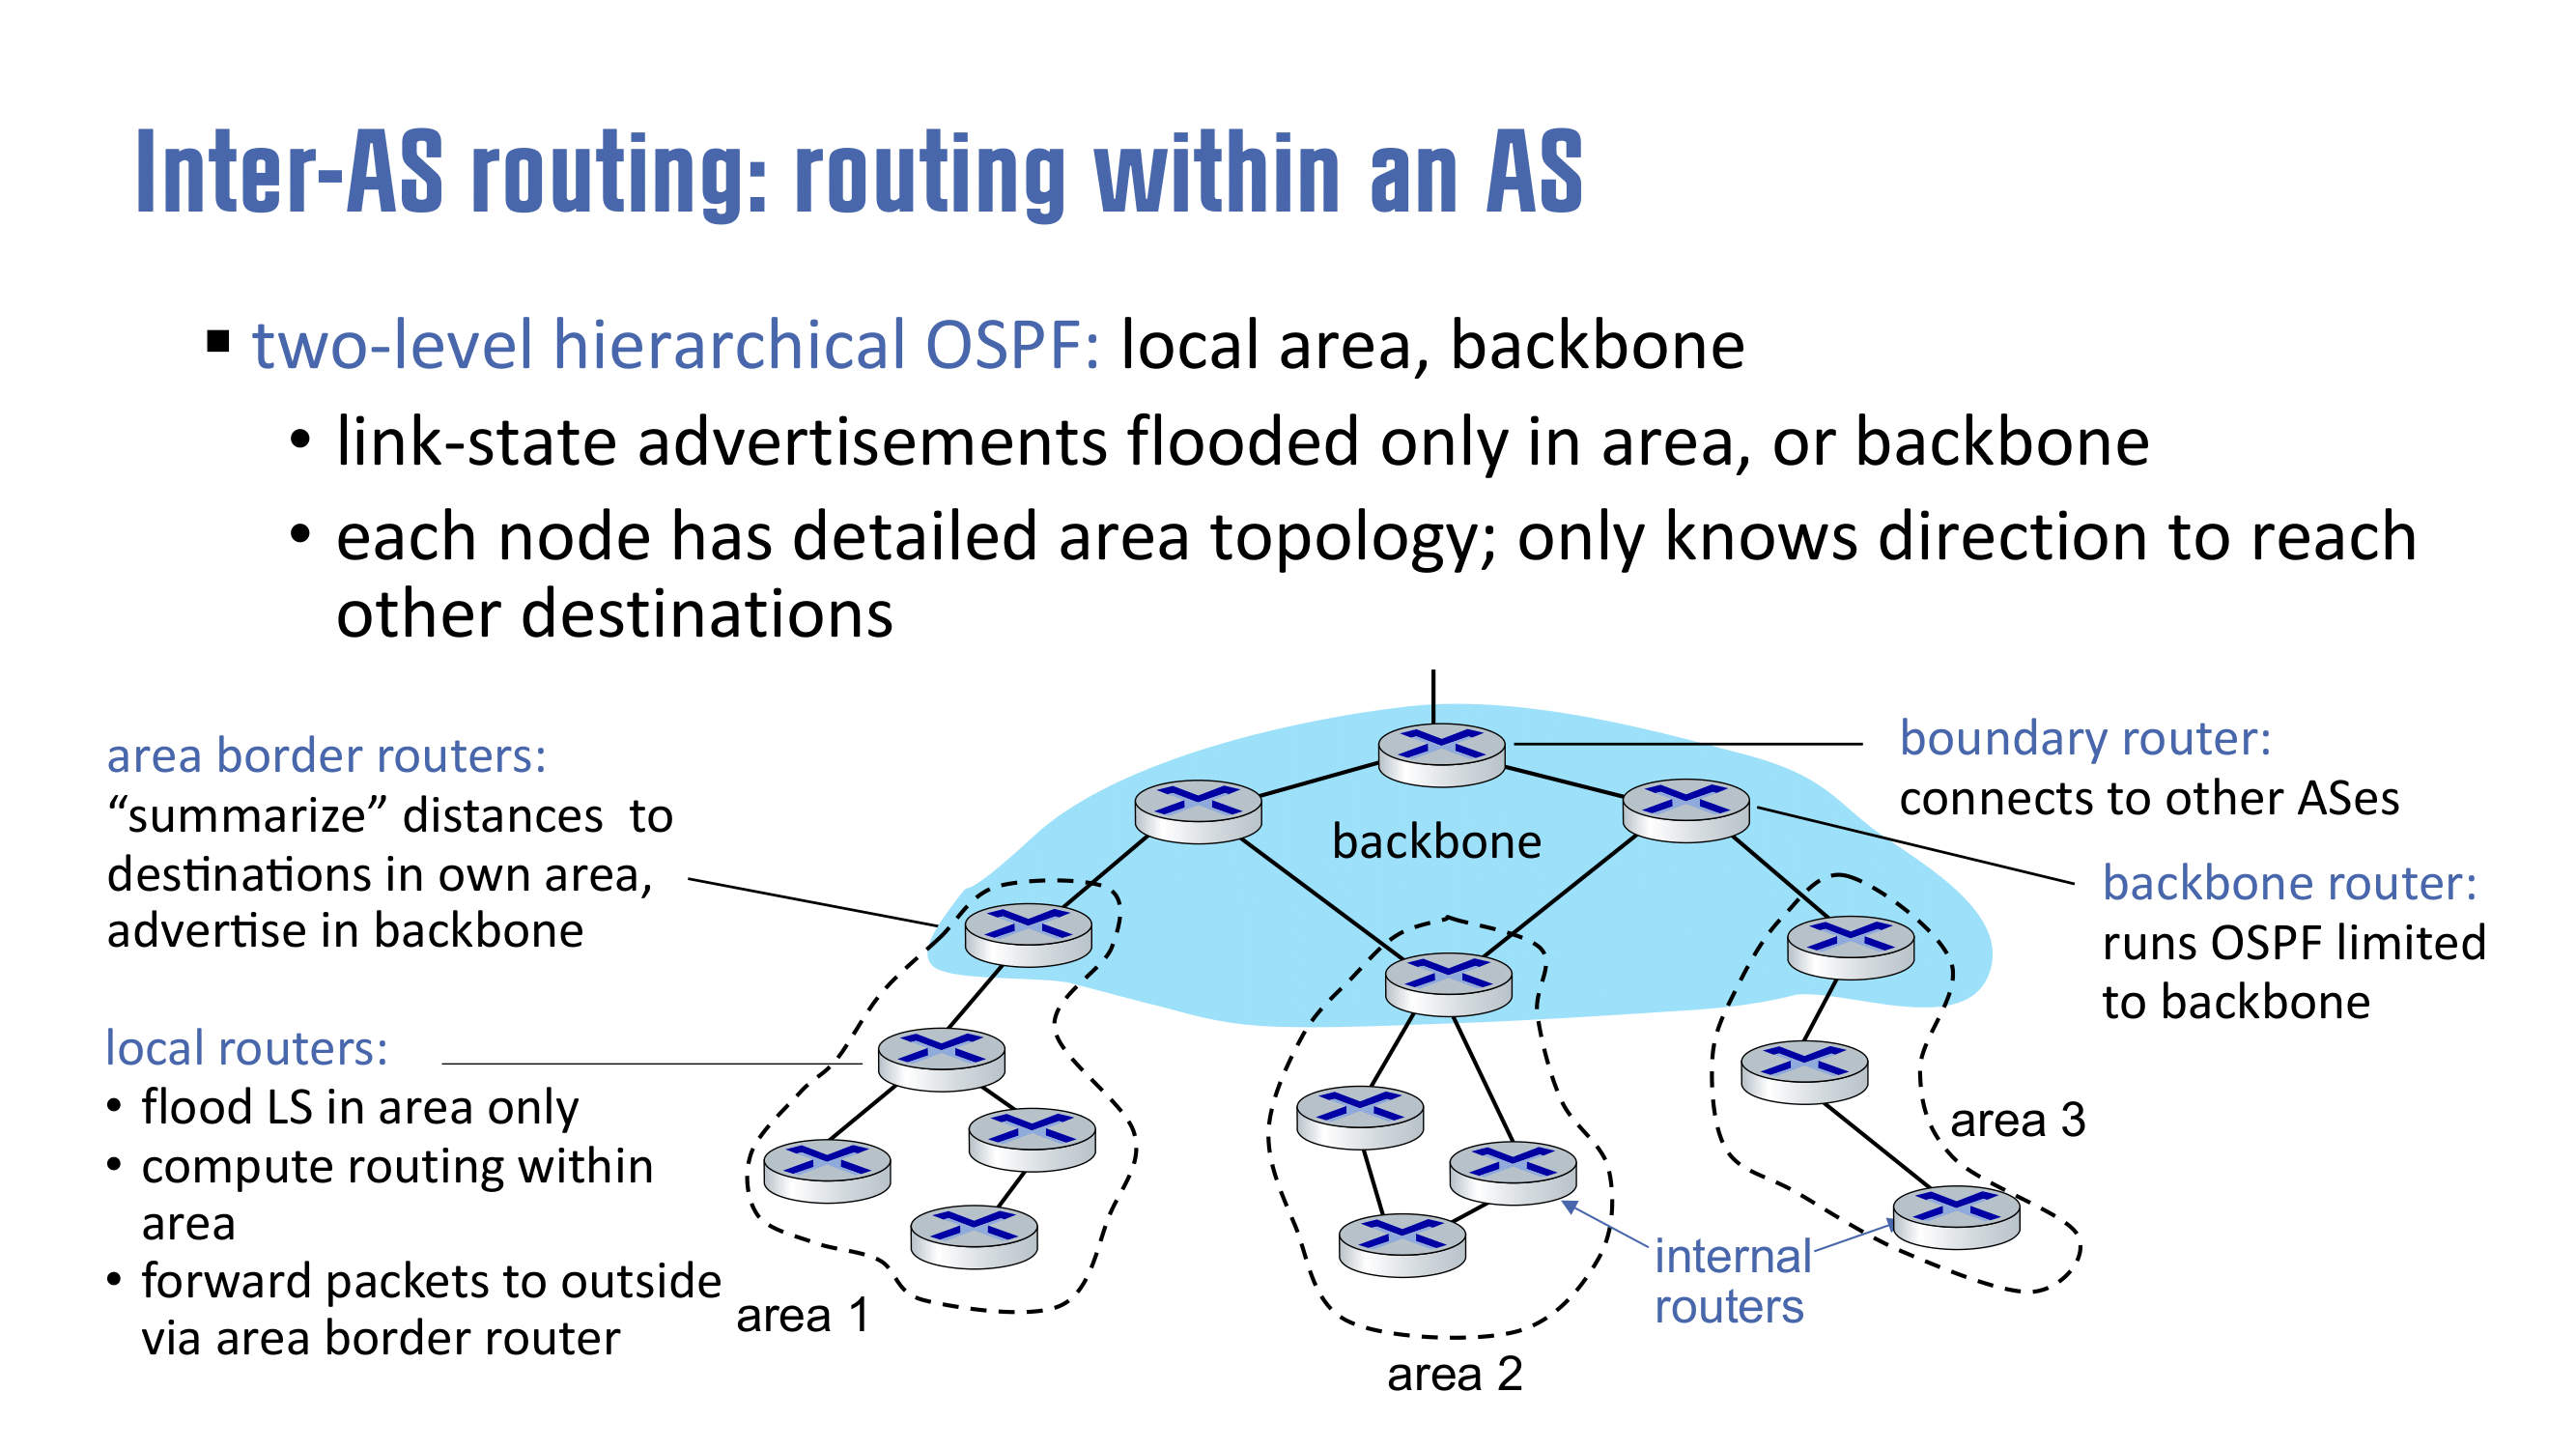 Inter-AS routing: routing within an AS
▪ two-level hierarchical OSPF: local area, backbone
• link-state advertisements flooded only in area, or backbone
• each node has detailed area topology; only knows direction to reach
other destinations
area border routers:
“summarize” distances  to
destinations in own area,
advertise in backbone
local routers:
• flood LS in area only
• compute routing within
area
• forward packets to outside
via area border router
backbone
boundary router:
connects to other ASes
backbone router:
runs OSPF limited
to backbone
area 3
internal
routers
area 1
area 2